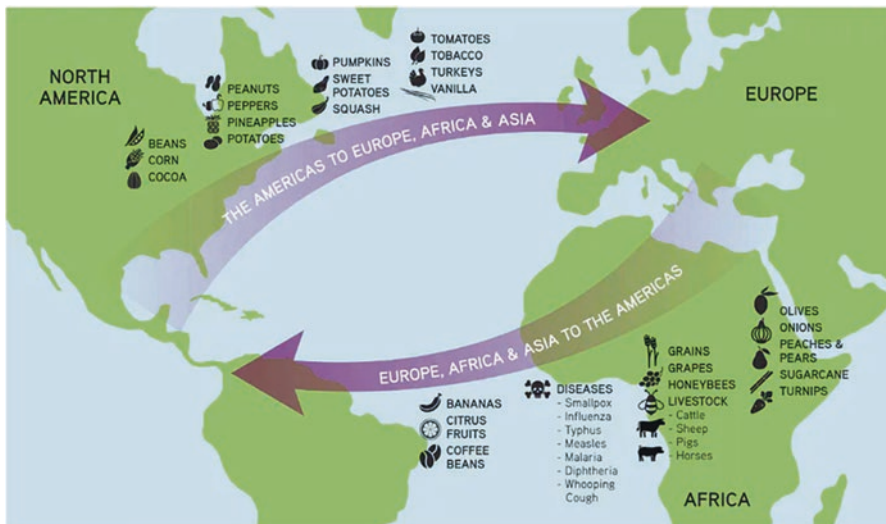 NORTH
AMERICA
BEANS
CORN
COCOA
PEANUTS
PEPPERS
PINEAPPLES
POTATOES
PUMPKINS
SWEET
POTATOES
SQUASH
TOMATOES
TOBACCO
TURKEYS
VANILLA
EUROPE
THE AMERICAS TO EUROPE, AFRICA & ASIA
EUROPE, AFRICA & ASIA TO THE AMERICAS
BANANAS
CITRUS
FRUITS
COFFEE
BEANS
DISEASES
- Smallpox
- Influenza
- Typhus
- Measles
- Malaria
- Diphtheria
- Whooping
Cough
GRAINS
GRAPES
HONEYBEES
LIVESTOCK
- Cattle
- Sheep
- Pigs
- Horses
OLIVES
ONIONS
PEACHES &
PEARS
SUGARCANE
TURNIPS
AFRICA